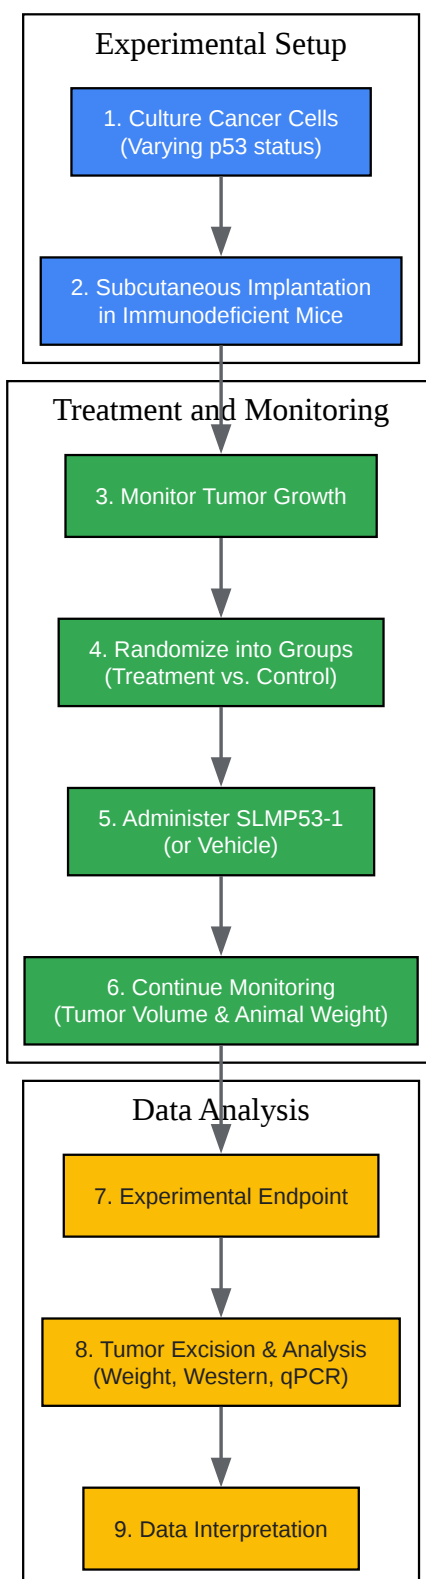 Experimental Setup
1. Culture Cancer Cells
(Varying p53 status)
2. Subcutaneous Implantation
in Immunodeficient Mice
Treatment and Monitoring
3. Monitor Tumor Growth
4. Randomize into Groups
(Treatment vs. Control)
5. Administer SLMP53-1
(or Vehicle)
6. Continue Monitoring
(Tumor Volume & Animal Weight)
Data Analysis
7. Experimental Endpoint
8. Tumor Excision & Analysis
(Weight, Western, qPCR)
9. Data Interpretation